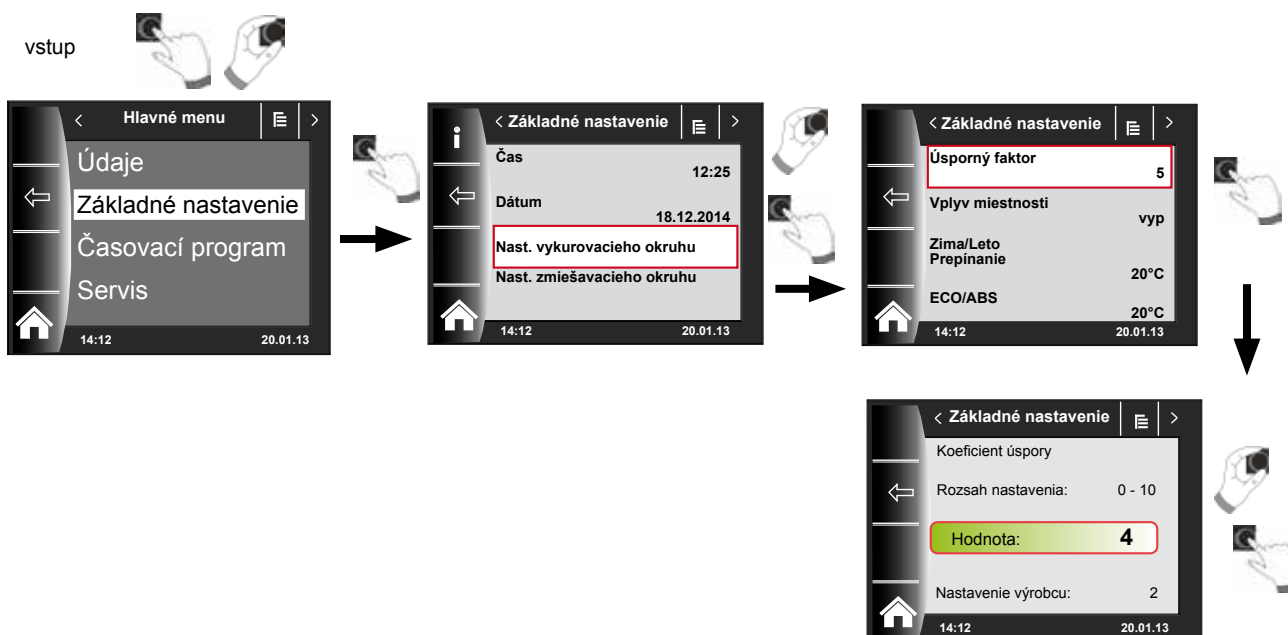 vstup
Hlavné menu
Údaje
Základné nastavenie
Časovací program
Servis
14:12 20.01.13
Základné nastavenie
Čas
12:25
Dátum
18.12.2014
Nast. vykurovacieho okruhu
Nast. zmiešavacieho okruhu
14:12 20.01.13
Základné nastavenie
Úsporný faktor
5
Vplyv miestnosti
vyp
Zima/Leto
Prepínanie
20°C
ECO/ABS
20°C
14:12 20.01.13
Základné nastavenie
Koeficient úspory
Rozsah nastavenia: 0 - 10
Hodnota: 4
Nastavenie výrobcu: 2
14:12 20.01.13